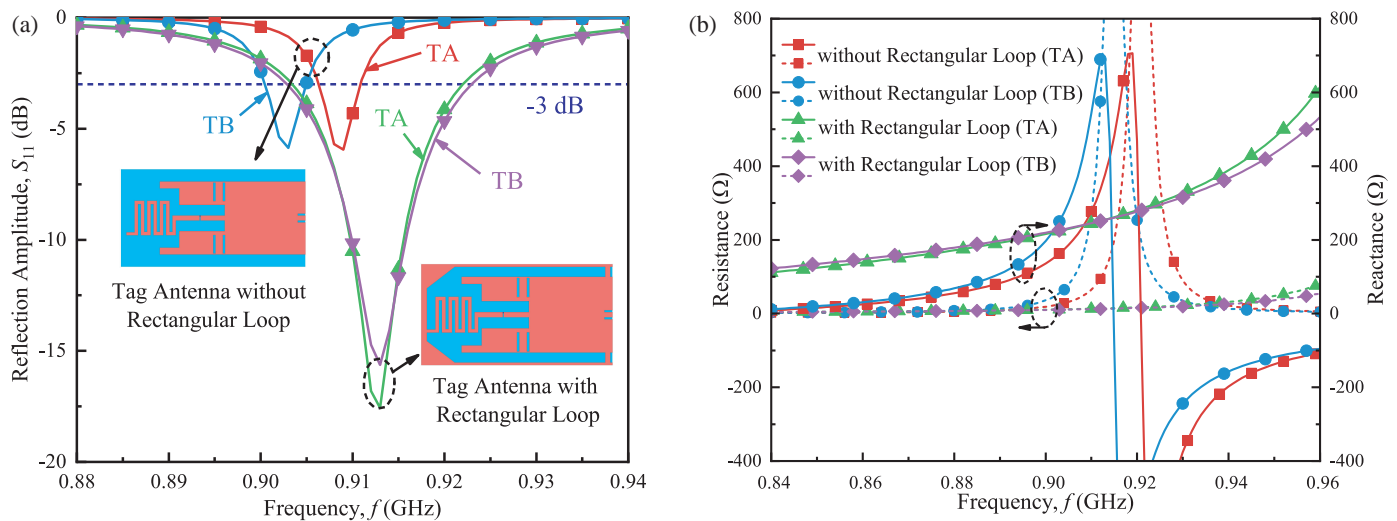 (a)
0
-5
-10
-15
-20
Reflection Amplitude, S11 (dB)
0.88 0.89 0.90 0.91 0.92 0.93 0.94
Frequency, f (GHz)
TA
-3 dB
TB
TA
TB
Tag Antenna without
Rectangular Loop
Tag Antenna with
Rectangular Loop
(b)
800
600
400
200
0
-200
-400
Resistance (Ω)
without Rectangular Loop (TA)
without Rectangular Loop (TB)
with Rectangular Loop (TA)
with Rectangular Loop (TB)
0.84 0.86 0.88 0.90 0.92 0.94 0.96
Frequency, f (GHz)
800
600
400
200
0
-200
-400
Reactance (Ω)